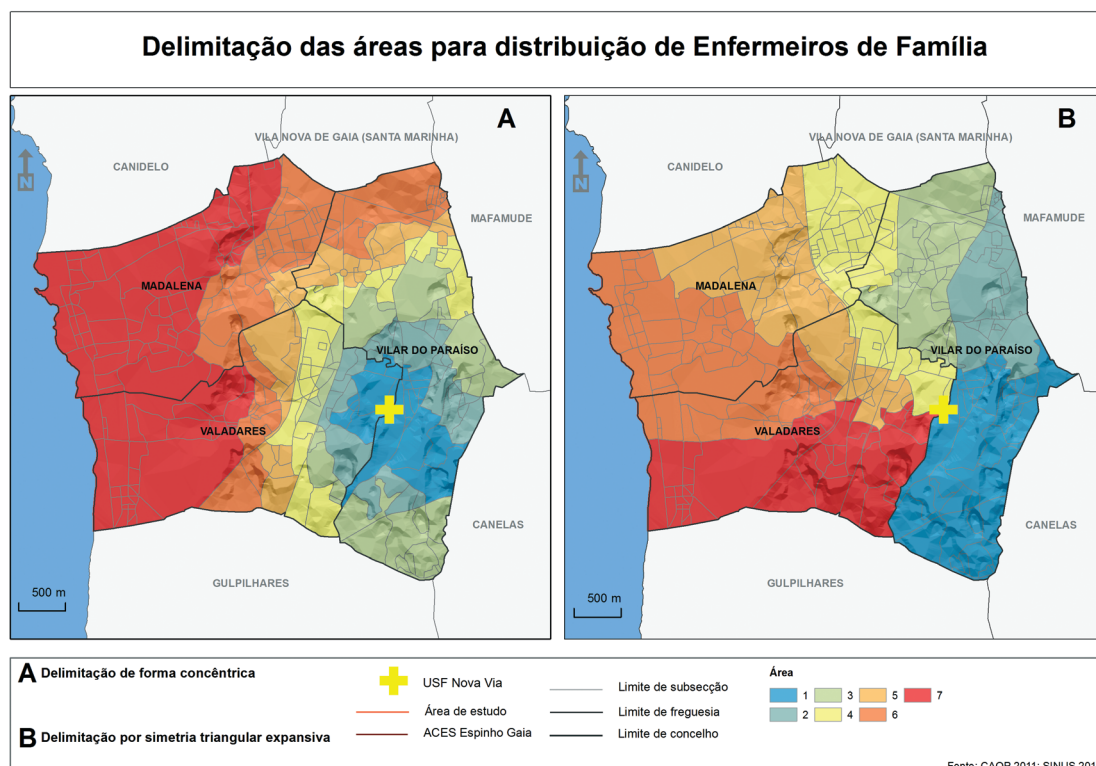 Delimitação das áreas para distribuição de Enfermeiros de Família
A
VILA NOVA DE GAIA (SANTA MARINHA)
CANIDELO
N
MAFAMUDE
MADALENA
VILAR DO PARAÍSO
VALADARES
CANELAS
GULPILHARES
500 m
B
VILA NOVA DE GAIA (SANTA MARINHA)
CANIDELO
N
MAFAMUDE
MADALENA
VILAR DO PARAÍSO
VALADARES
CANELAS
GULPILHARES
500 m
A Delimitação de forma concêntrica
B Delimitação por simetria triangular expansiva
USF Nova Via
Área de estudo
ACES Espinho Gaia
Limite de subsecção
Limite de freguesia
Limite de concelho
Área
1 3 5 7
2 4 6
Fonte: CAOP 2011; SINUS